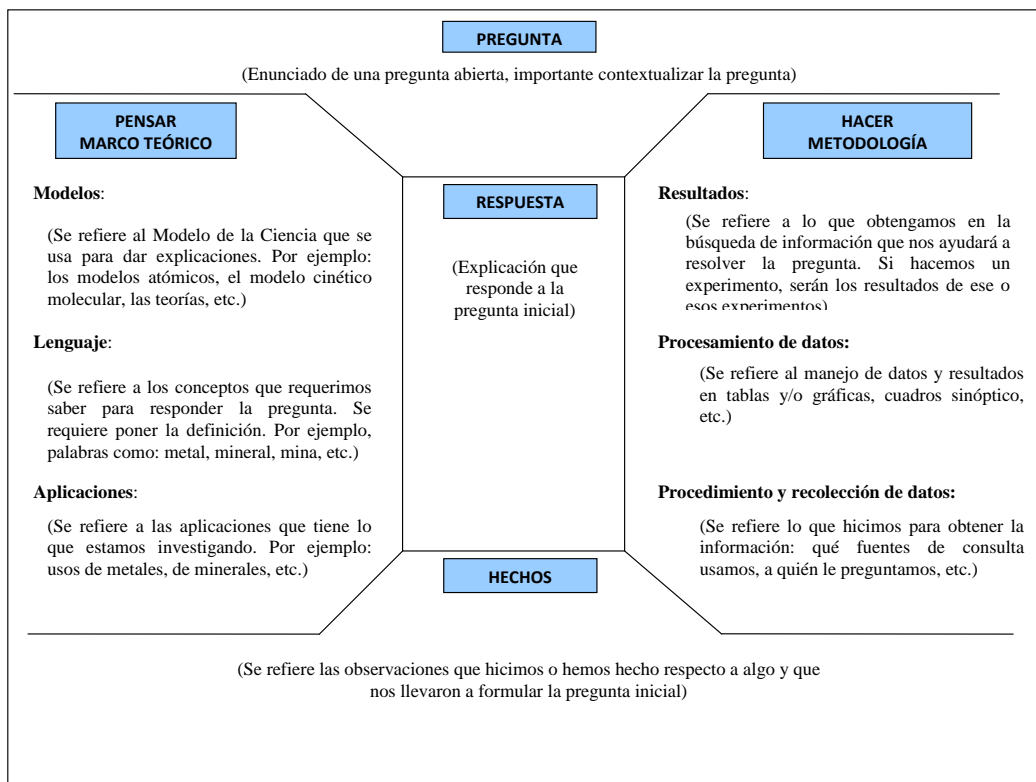 PREGUNTA
(Enunciado de una pregunta abierta, importante contextualizar la pregunta)
PENSAR
MARCO TEÓRICO
Modelos:
(Se refiere al Modelo de la Ciencia que se
usa para dar explicaciones. Por ejemplo:
los modelos atómicos, el modelo cinético
molecular, las teorías, etc.)
Lenguaje:
(Se refiere a los conceptos que requerimos
saber para responder la pregunta. Se
requiere poner la definición. Por ejemplo,
palabras como: metal, mineral, mina, etc.)
Aplicaciones:
(Se refiere a las aplicaciones que tiene lo
que estamos investigando. Por ejemplo:
usos de metales, de minerales, etc.)
RESPUESTA
(Explicación que
responde a la
pregunta inicial)
HACER
METODOLOGÍA
Resultados:
(Se refiere a lo que obtengamos en la
búsqueda de información que nos ayudará a
resolver la pregunta. Si hacemos un
experimento, serán los resultados de ese o
esos experimentos)
Procesamiento de datos:
(Se refiere al manejo de datos y resultados
en tablas y/o gráficas, cuadros sinóptico,
etc.)
Procedimiento y recolección de datos:
(Se refiere lo que hicimos para obtener la
información: qué fuentes de consulta
usamos, a quién le preguntamos, etc.)
HECHOS
(Se refiere las observaciones que hicimos o hemos hecho respecto a algo y que
nos llevaron a formular la pregunta inicial)